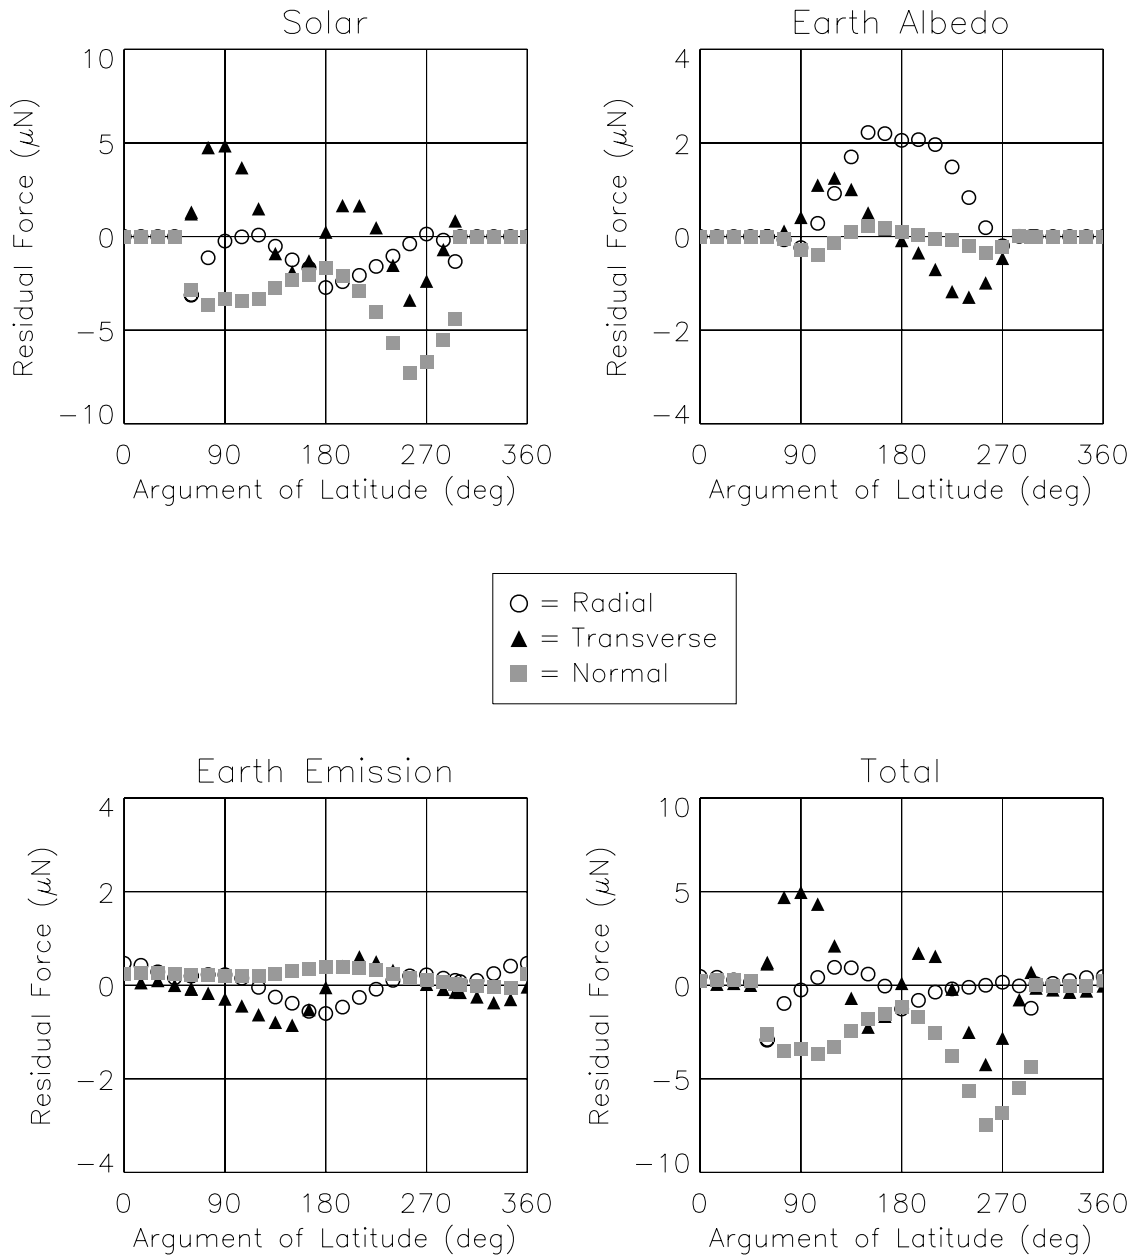 Solar
Residual Force (μN)
10
5
0
−5
−10
0 90 180 270 360
Argument of Latitude (deg)
Earth Albedo
Residual Force (μN)
4
2
0
−2
−4
0 90 180 270 360
Argument of Latitude (deg)
= Radial
= Transverse
= Normal
Earth Emission
Residual Force (μN)
4
2
0
−2
−4
0 90 180 270 360
Argument of Latitude (deg)
Total
Residual Force (μN)
10
5
0
−5
−10
0 90 180 270 360
Argument of Latitude (deg)